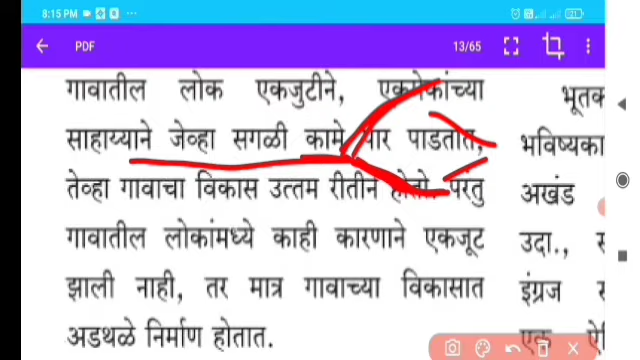 8:15 PM
PDF
13/65
गावातील लोक एकजुटीने, एकमेकांच्या
साहाय्याने जेव्हा सगळी कामे पार पाडतात,
तेव्हा गावाचा विकास उत्तम रीतीने होतो. परंतु
गावातील लोकांमध्ये काही कारणाने एकजूट
झाली नाही, तर मात्र गावाच्या विकासात
अडथळे निर्माण होतात.
भूतक
भविष्यका
अखंड
उदा., स
इंग्रज स
एक ऐि